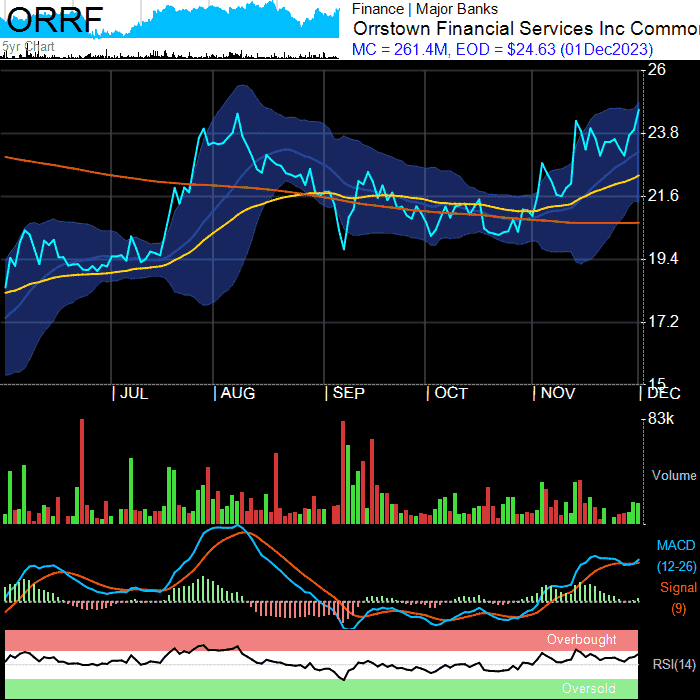 ORRF
5yr Chart
Finance | Major Banks
Orrstown Financial Services Inc Commo
MC = 261.4M, EOD = $24.63 (01Dec2023)
26
23.8
21.6
19.4
17.2
15
JUL
AUG
SEP
OCT
NOV
DEC
83k
Volume
MACD
(12-26)
Signal
(9)
Overbought
RSI(14)
Oversold